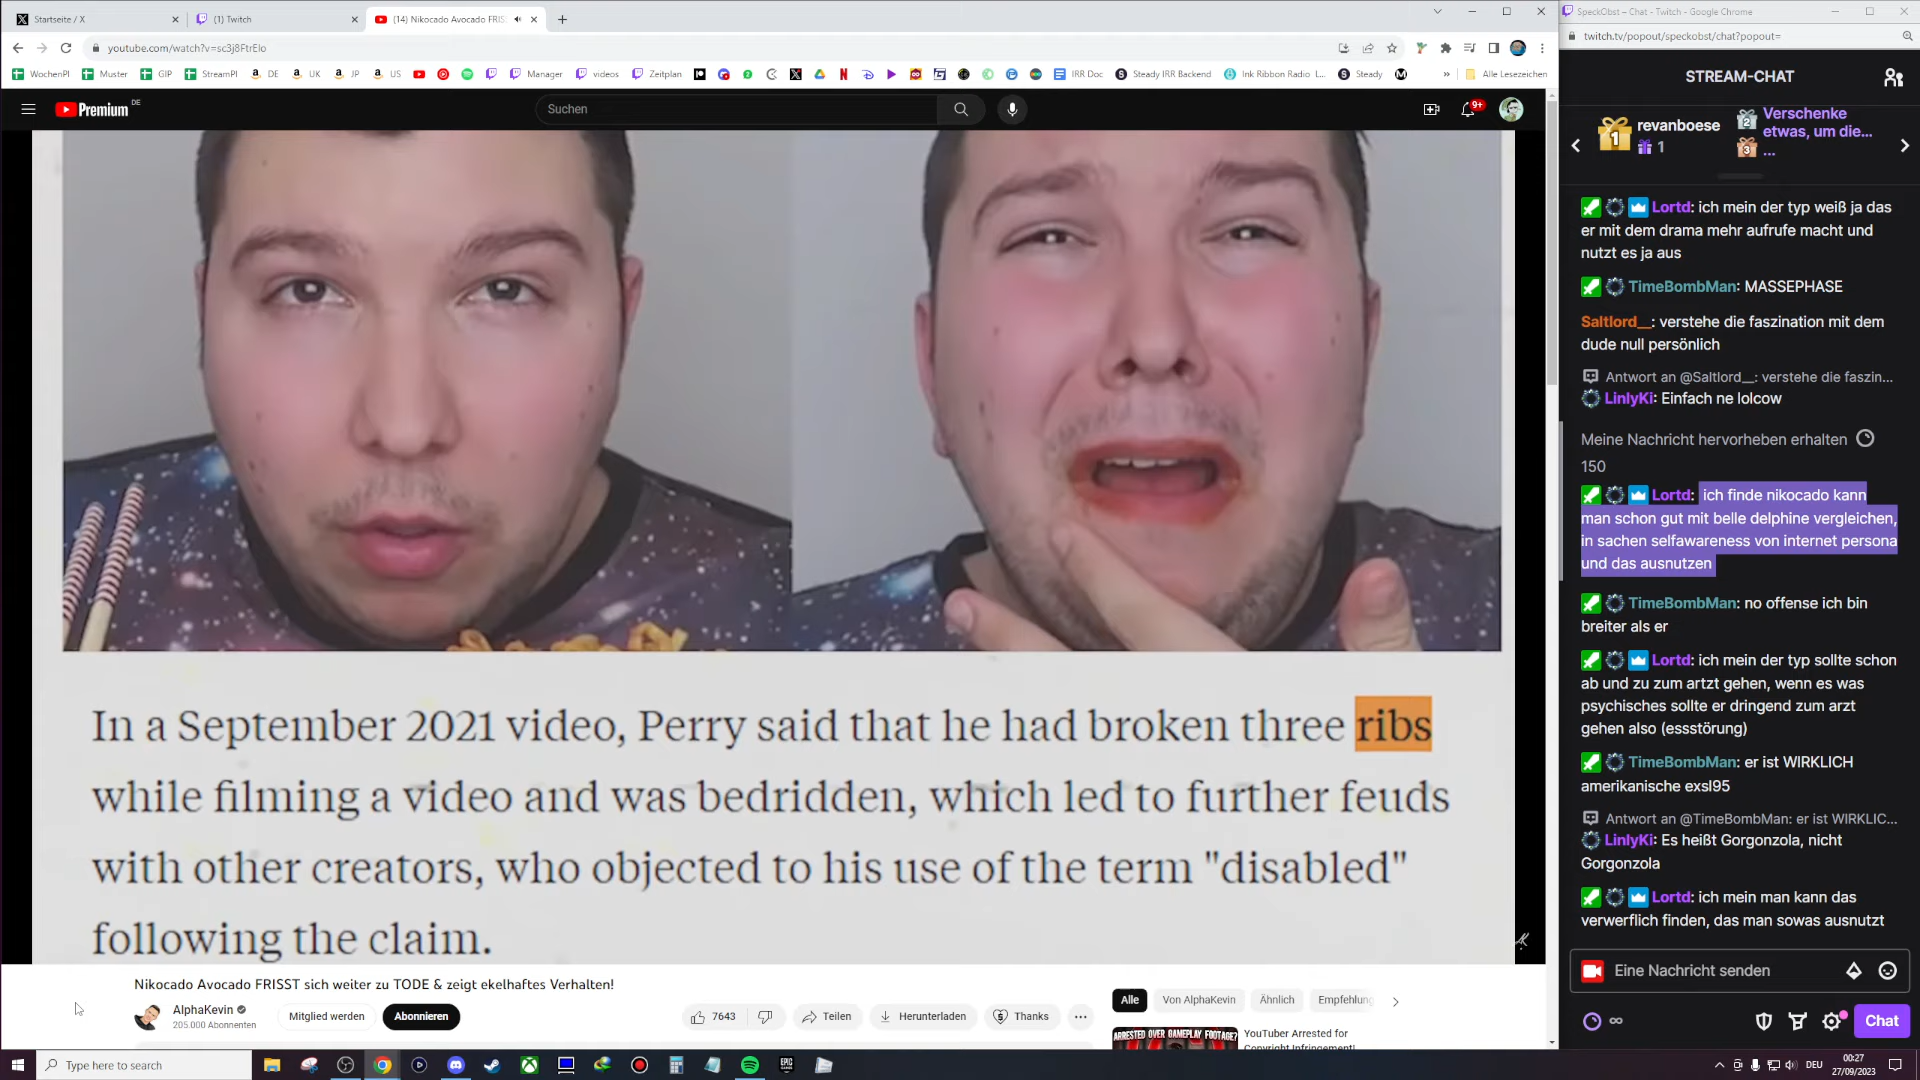 Startseite / X
(1) Twitch
(14) Nikocado Avocado FRIS
SpeckObst – Chat - Twitch - Google Chrome
youtube.com/watch?v=sc3j8FtrElo
twitch.tv/popout/speckobst/chat?popout=
WochenPl
Muster
GIP
StreamPl
DE
UK
JP
US
Manager
videos
Zeitplan
IRR Doc
Steady IRR Backend
Ink Ribbon Radio L...
Steady
»
Alle Lesezeichen
Premium DE
Suchen
9+
STREAM-CHAT
1
revanboese
1
2
3
Verschenke
etwas, um die...
...
Lortd: ich mein der typ weiß ja das
er mit dem drama mehr aufrufe macht und
nutzt es ja aus
TimeBombMan: MASSEPHASE
Saltlord__: verstehe die faszination mit dem
dude null persönlich
Antwort an @Saltlord__: verstehe die faszin...
LinlyKi: Einfach ne lolcow
Meine Nachricht hervorheben erhalten
150
Lortd: ich finde nikocado kann
man schon gut mit belle delphine vergleichen,
in sachen selfawareness von internet persona
und das ausnutzen
TimeBombMan: no offense ich bin
breiter als er
Lortd: ich mein der typ sollte schon
ab und zu zum artzt gehen, wenn es was
psychisches sollte er dringend zum arzt
gehen also (essstörung)
TimeBombMan: er ist WIRKLICH
amerikanische exsl95
Antwort an @TimeBombMan: er ist WIRKLIC...
LinlyKi: Es heißt Gorgonzola, nicht
Gorgonzola
Lortd: ich mein man kann das
verwerflich finden, das man sowas ausnutzt
Eine Nachricht senden
∞
Chat
In a September 2021 video, Perry said that he had broken three ribs
while filming a video and was bedridden, which led to further feuds
with other creators, who objected to his use of the term "disabled"
following the claim.
Nikocado Avocado FRISST sich weiter zu TODE & zeigt ekelhaftes Verhalten!
AlphaKevin
205.000 Abonnenten
Mitglied werden
Abonnieren
7643
Teilen
Herunterladen
Thanks
Alle
Von AlphaKevin
Ähnlich
Empfehlung
ARRESTED OVER GAMEPLAY FOOTAGE?
YouTuber Arrested for
Copyright Infringement!
Type here to search
EPIC
GAMES
DEU
00:27
27/09/2023